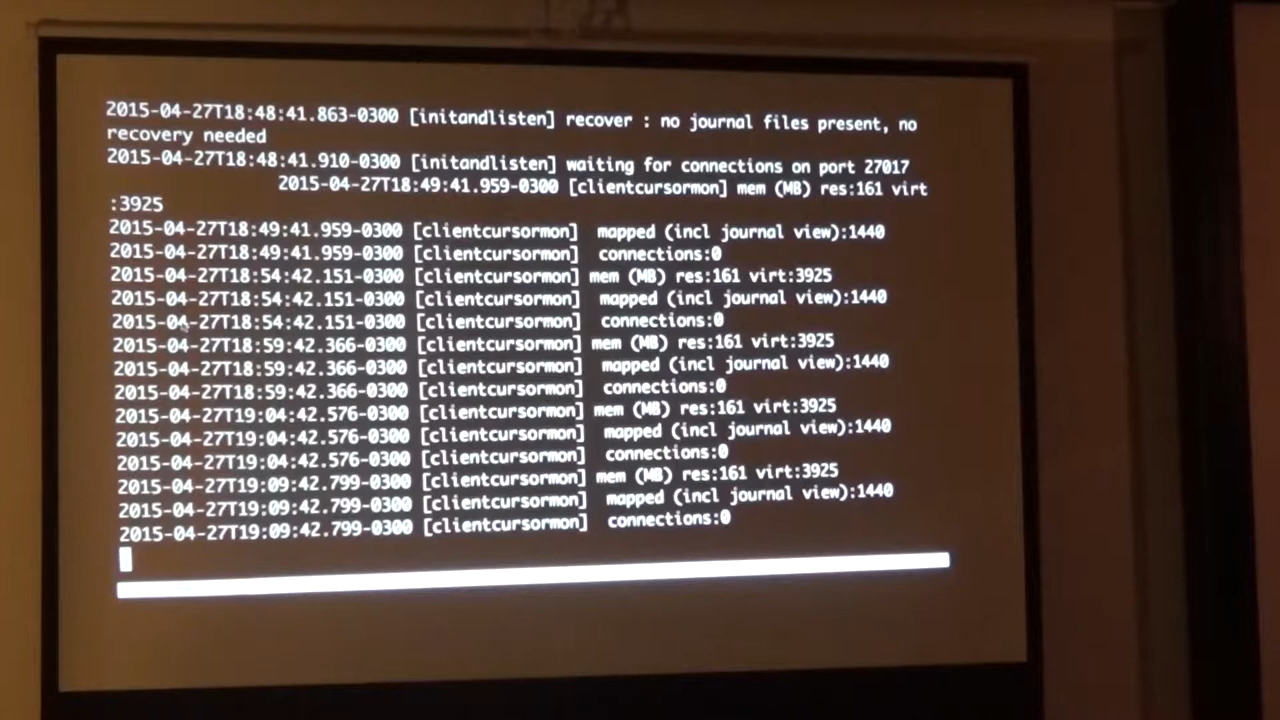 2015-04-27T18:48:41.863-0300 [initandlisten] recover : no journal files present, no
recovery needed
2015-04-27T18:48:41.910-0300 [initandlisten] waiting for connections on port 27017
2015-04-27T18:49:41.959-0300 [clientcursormon] mem (MB) res:161 virt
:3925
2015-04-27T18:49:41.959-0300 [clientcursormon]  mapped (incl journal view):1440
2015-04-27T18:49:41.959-0300 [clientcursormon]  connections:0
2015-04-27T18:54:42.151-0300 [clientcursormon] mem (MB) res:161 virt:3925
2015-04-27T18:54:42.151-0300 [clientcursormon]  mapped (incl journal view):1440
2015-04-27T18:54:42.151-0300 [clientcursormon]  connections:0
2015-04-27T18:59:42.366-0300 [clientcursormon] mem (MB) res:161 virt:3925
2015-04-27T18:59:42.366-0300 [clientcursormon]  mapped (incl journal view):1440
2015-04-27T18:59:42.366-0300 [clientcursormon]  connections:0
2015-04-27T19:04:42.576-0300 [clientcursormon] mem (MB) res:161 virt:3925
2015-04-27T19:04:42.576-0300 [clientcursormon]  mapped (incl journal view):1440
2015-04-27T19:04:42.576-0300 [clientcursormon]  connections:0
2015-04-27T19:09:42.799-0300 [clientcursormon] mem (MB) res:161 virt:3925
2015-04-27T19:09:42.799-0300 [clientcursormon]  mapped (incl journal view):1440
2015-04-27T19:09:42.799-0300 [clientcursormon]  connections:0